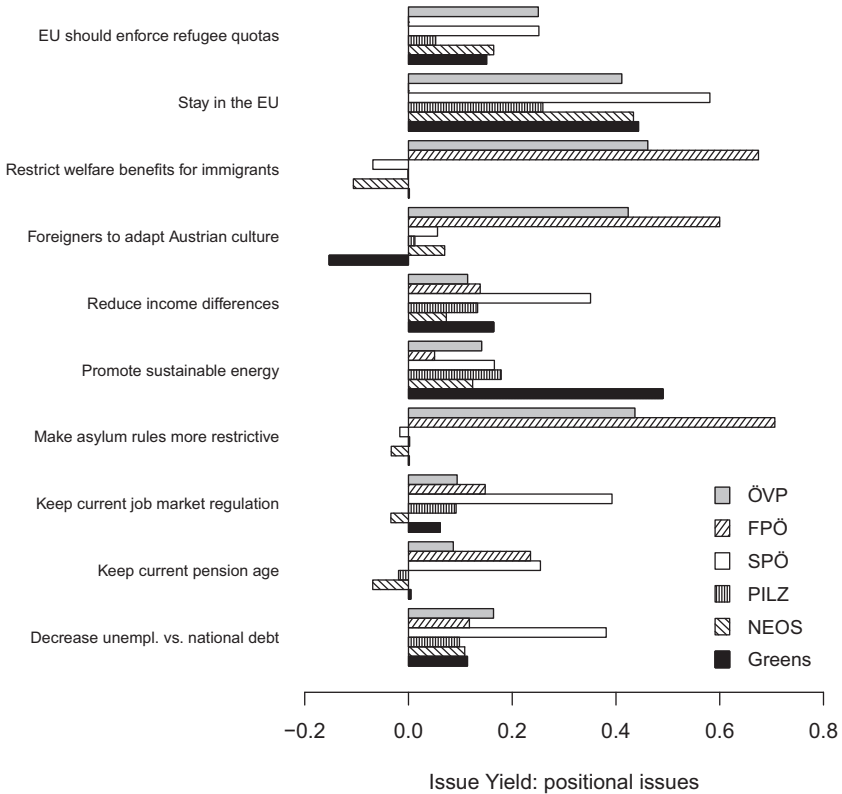 EU should enforce refugee quotas
Stay in the EU
Restrict welfare benefits for immigrants
Foreigners to adapt Austrian culture
Reduce income differences
Promote sustainable energy
Make asylum rules more restrictive
Keep current job market regulation
Keep current pension age
Decrease unempl. vs. national debt
ÖVP
FPÖ
SPÖ
PILZ
NEOS
Greens
−0.2 0.0 0.2 0.4 0.6 0.8
Issue Yield: positional issues